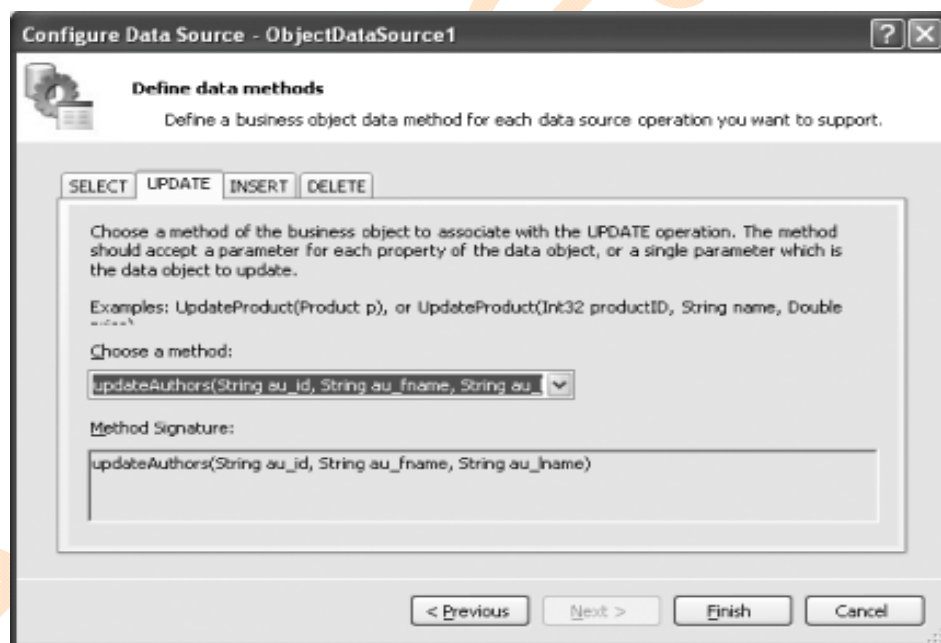 Configure Data Source - ObjectDataSource1
Define data methods
Define a business object data method for each data source operation you want to support.
SELECT UPDATE INSERT DELETE
Choose a method of the business object to associate with the UPDATE operation. The method
should accept a parameter for each property of the data object, or a single parameter which is
the data object to update.
Examples: UpdateProduct(Product p), or UpdateProduct(Int32 productID, String name, Double
Choose a method:
updateAuthors(String au_id, String au_fname, String au_l
Method Signature:
updateAuthors(String au_id, String au_fname, String au_lname)
< Previous Next > Finish Cancel